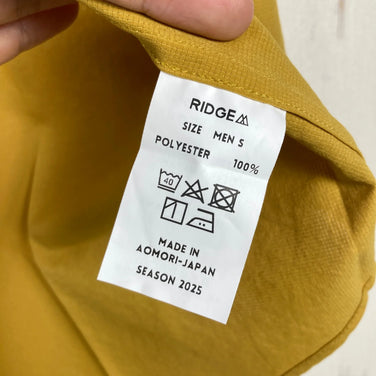 RIDGE
SIZE MEN S
POLYESTER 100%
40
MADE IN
AOMORI-JAPAN
SEASON 2025